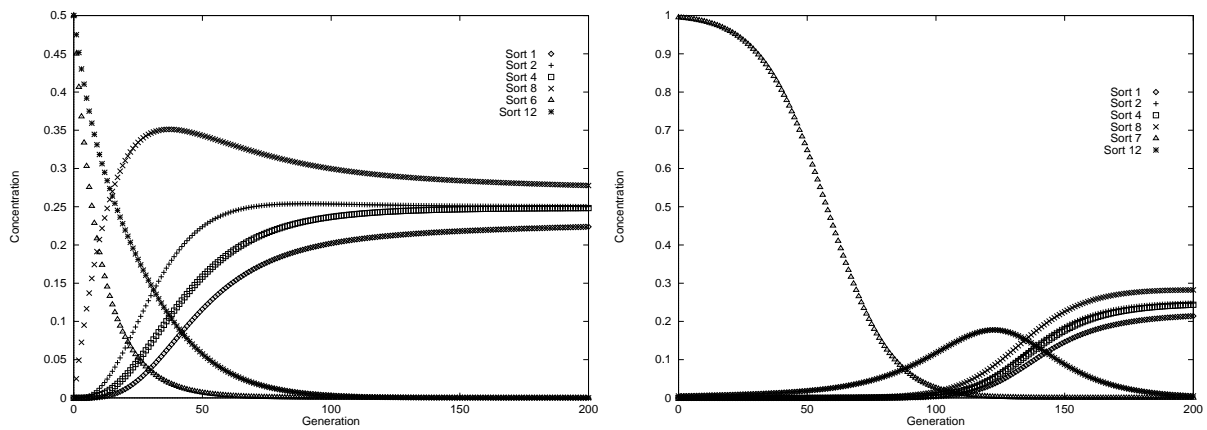 0.5
0.45
0.4
0.35
0.3
0.25
0.2
0.15
0.1
0.05
0
Concentration
0 50 100 150 200
Generation
Sort 1
Sort 2
Sort 4
Sort 8
Sort 6
Sort 12
1
0.9
0.8
0.7
0.6
0.5
0.4
0.3
0.2
0.1
0
Concentration
0 50 100 150 200
Generation
Sort 1
Sort 2
Sort 4
Sort 8
Sort 7
Sort 12